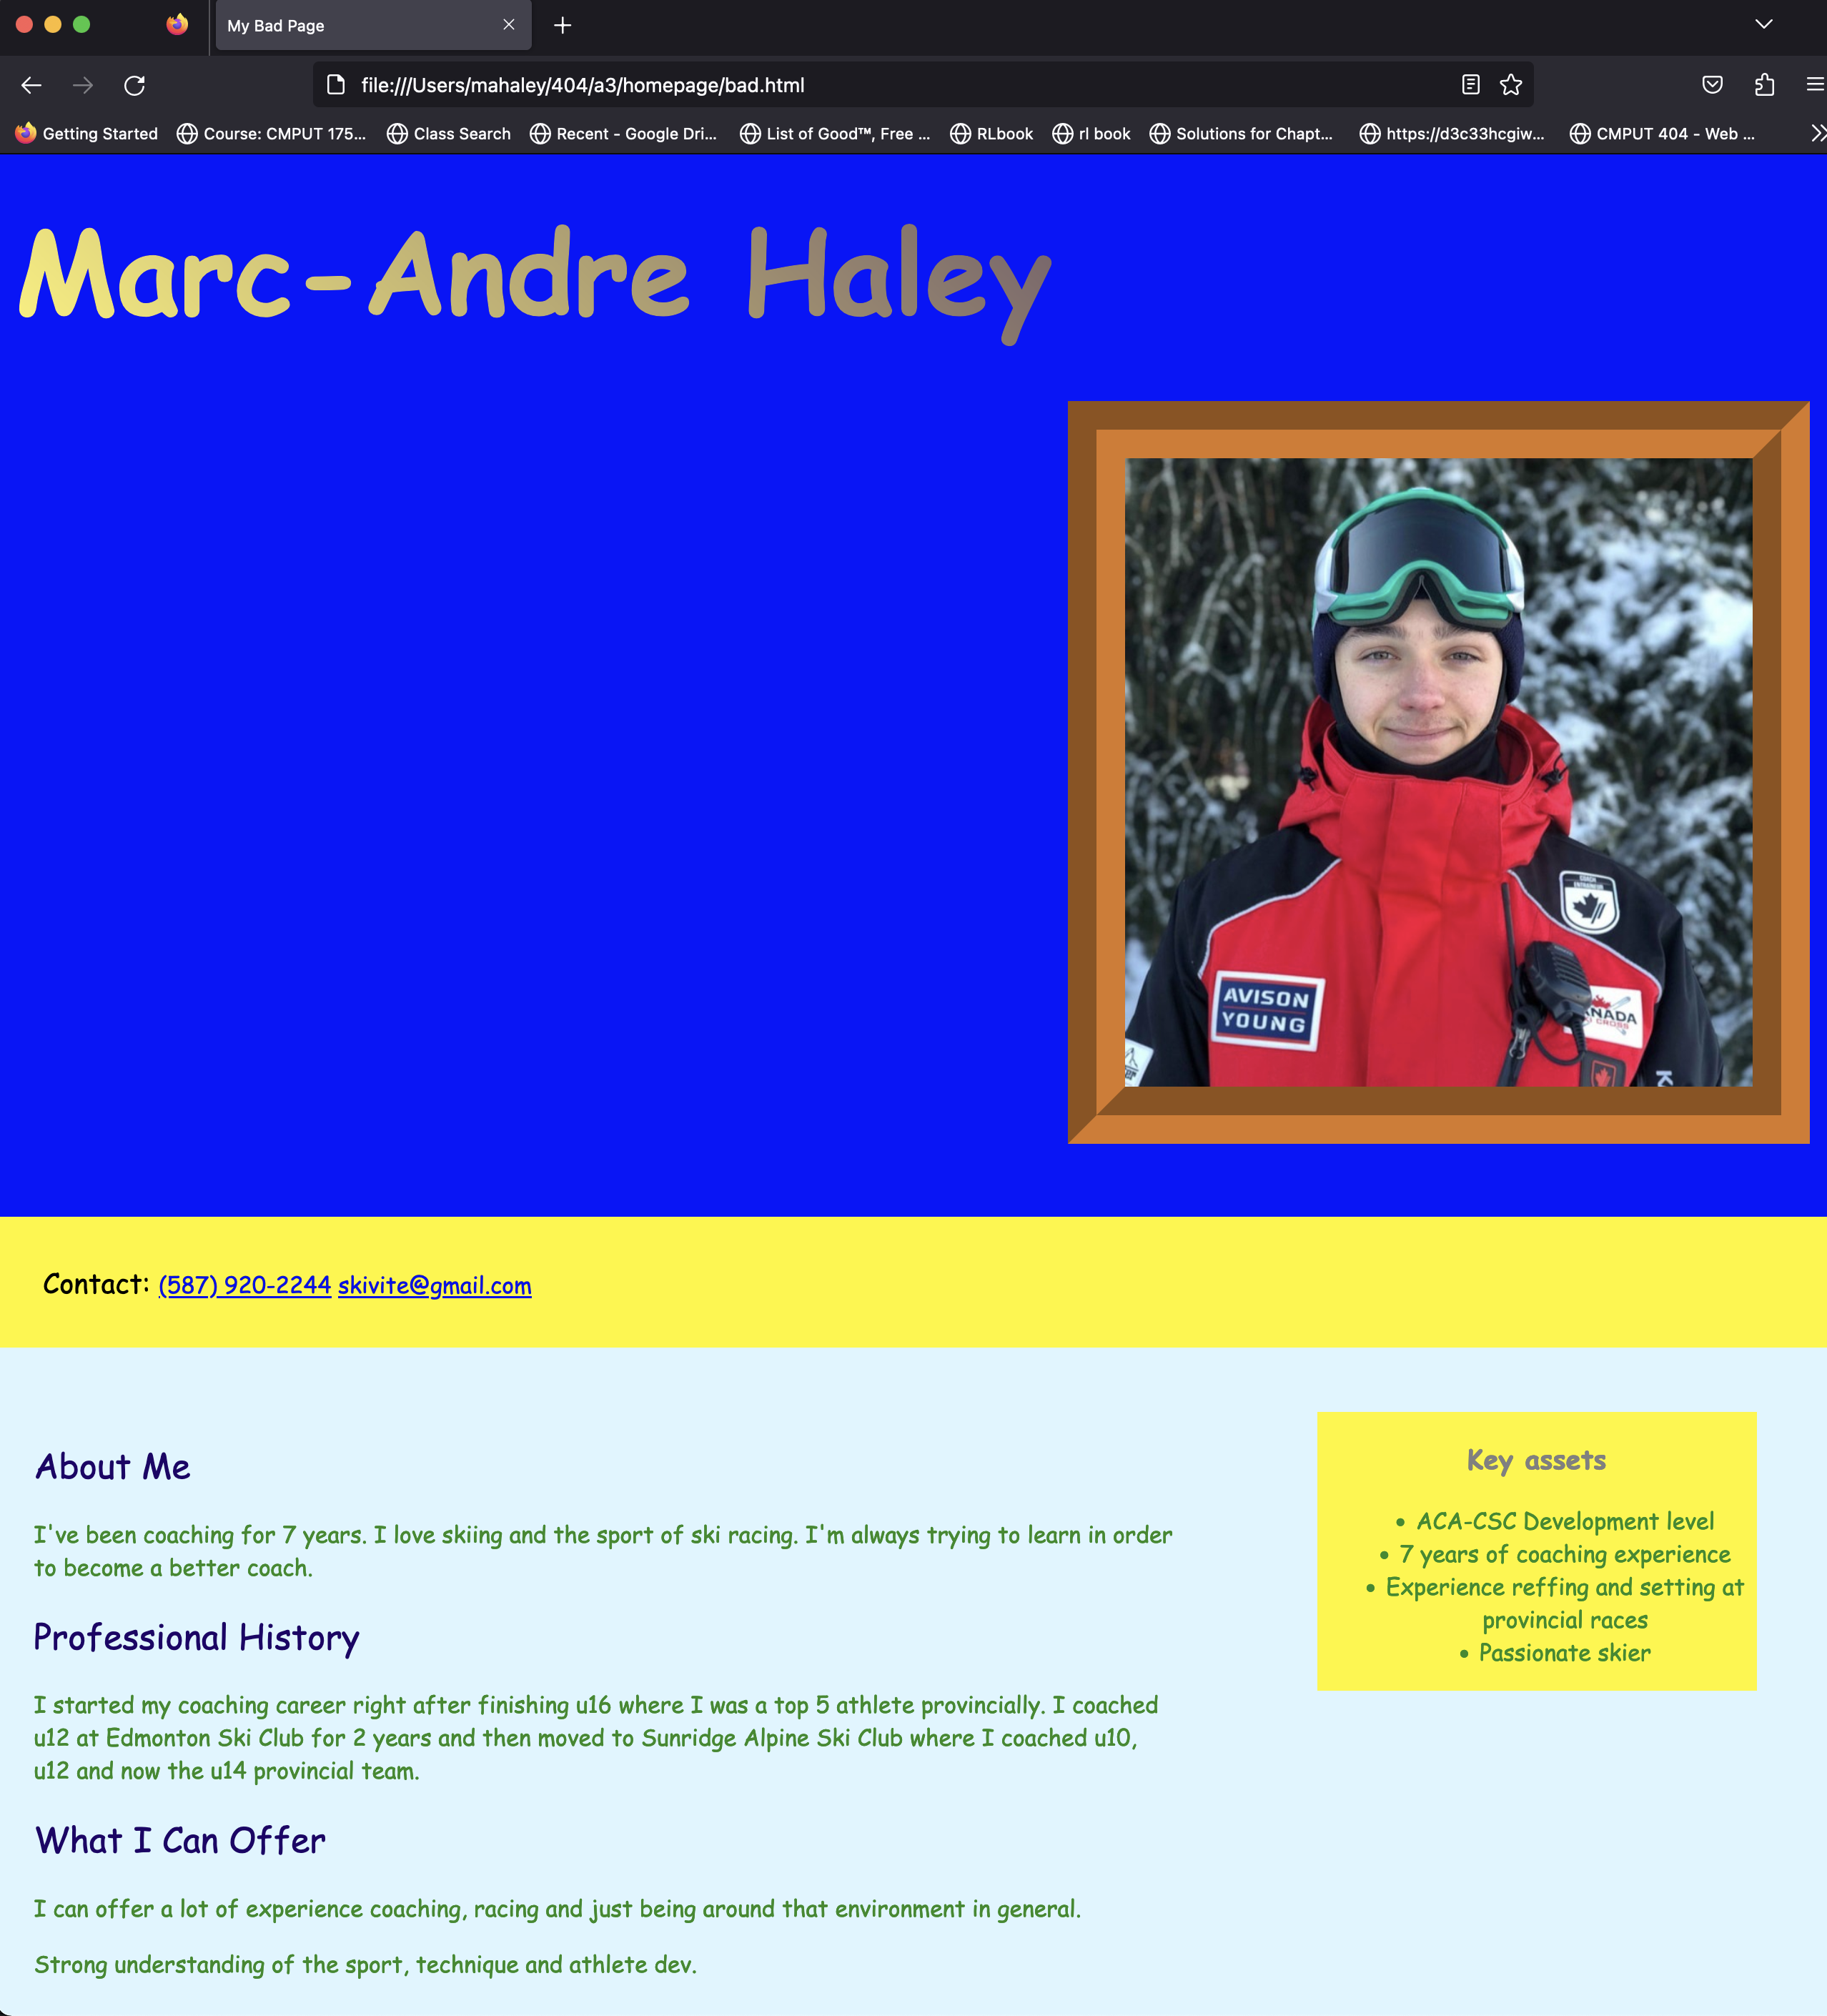 My Bad Page
file:///Users/mahaley/404/a3/homepage/bad.html
Getting Started Course: CMPUT 175... Class Search Recent - Google Dri... List of Good™, Free ... RLbook rl book Solutions for Chapt... https://d3c33hcgiw... CMPUT 404 - Web ...
Marc-Andre Haley
COACH
ENTRAINEUR
AVISON
YOUNG
NADA
CROSS
K
Contact: (587) 920-2244 skivite@gmail.com
About Me
I've been coaching for 7 years. I love skiing and the sport of ski racing. I'm always trying to learn in order
to become a better coach.
Professional History
I started my coaching career right after finishing u16 where I was a top 5 athlete provincially. I coached
u12 at Edmonton Ski Club for 2 years and then moved to Sunridge Alpine Ski Club where I coached u10,
u12 and now the u14 provincial team.
What I Can Offer
I can offer a lot of experience coaching, racing and just being around that environment in general.
Strong understanding of the sport, technique and athlete dev.
Key assets
• ACA-CSC Development level
• 7 years of coaching experience
• Experience reffing and setting at
provincial races
• Passionate skier